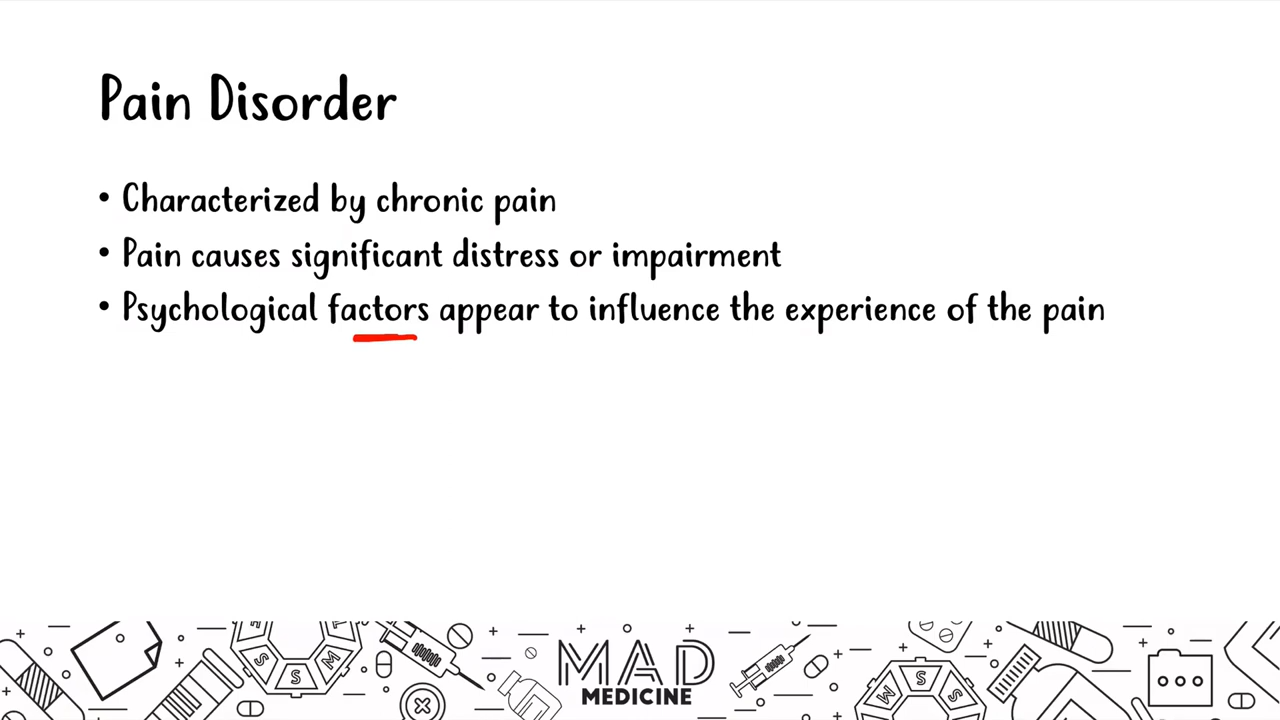 Pain Disorder
• Characterized by chronic pain
• Pain causes significant distress or impairment
• Psychological factors appear to influence the experience of the pain
MAD
MEDICINE